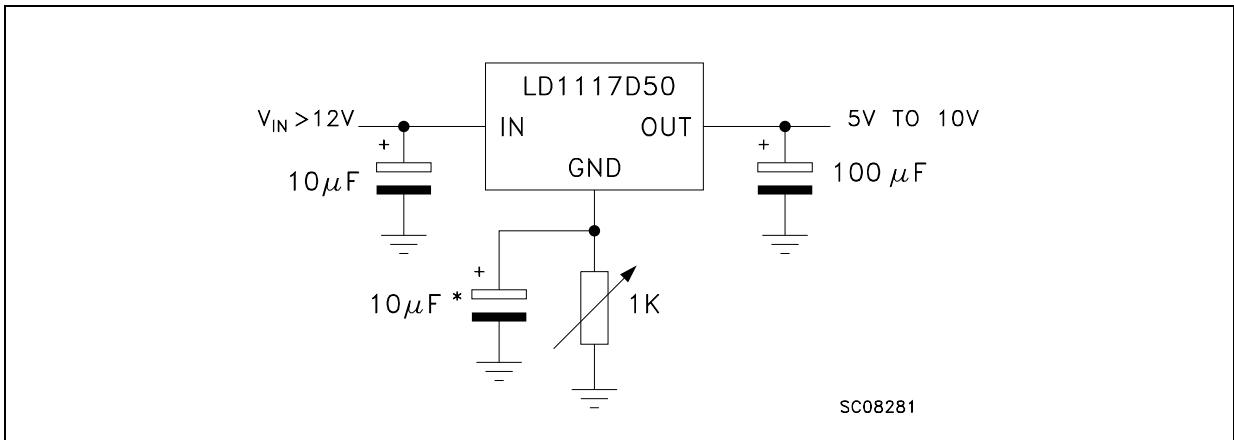 LD1117D50
V_IN >12V
IN
OUT
5V TO 10V
GND
+
10μF
+
100 μF
+
10μF *
1K
SC08281